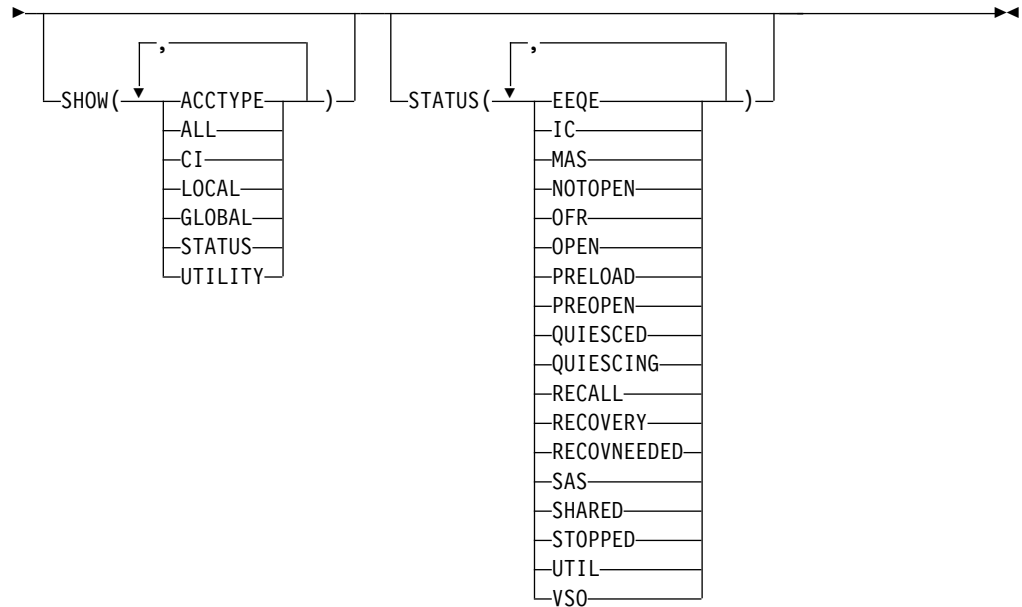 , ,
SHOW( ACCTYPE ) STATUS( EEQE )
ALL IC
CI MAS
LOCAL NOTOPEN
GLOBAL OFR
STATUS OPEN
UTILITY PRELOAD
PREOPEN
QUIESCED
QUIESCING
RECALL
RECOVERY
RECOVNEEDED
SAS
SHARED
STOPPED
UTIL
VSO